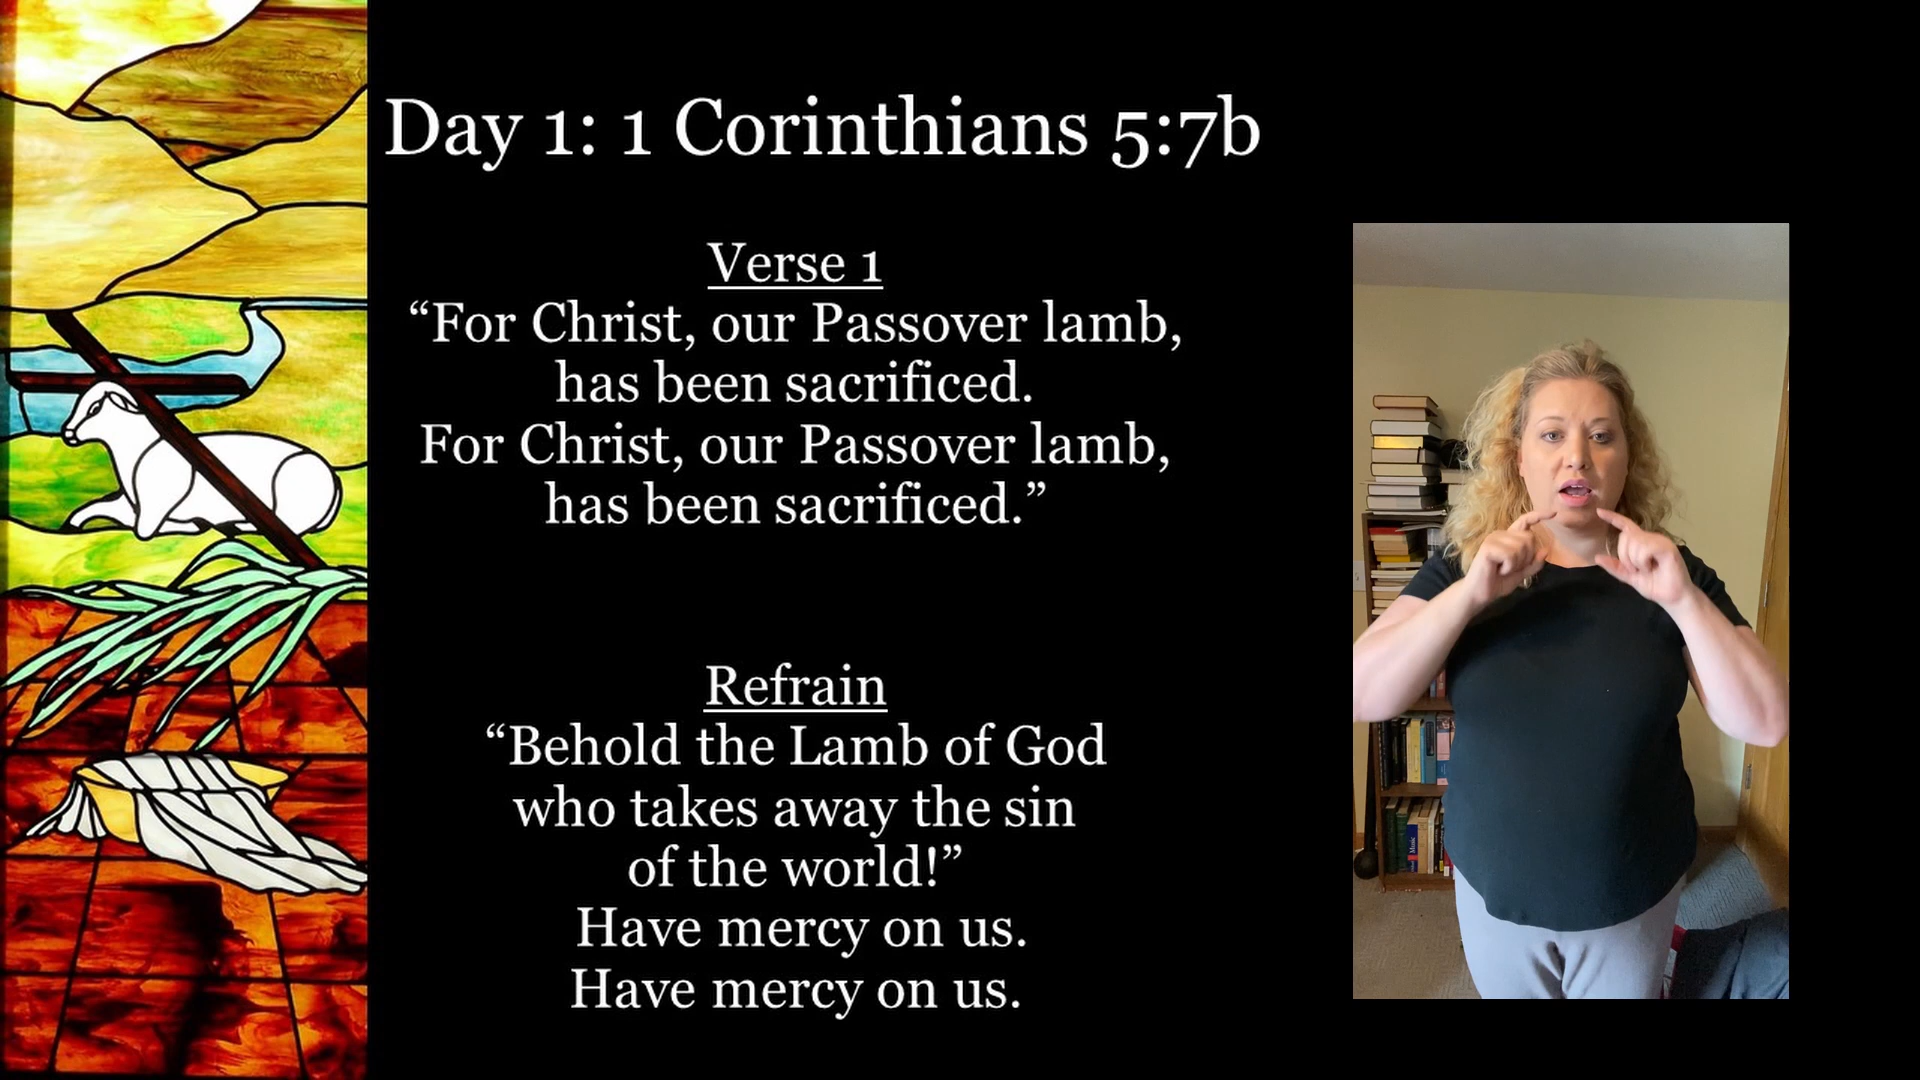 Day 1: 1 Corinthians 5:7b
Verse 1
“For Christ, our Passover lamb,
has been sacrificed.
For Christ, our Passover lamb,
has been sacrificed.”
Refrain
“Behold the Lamb of God
who takes away the sin
of the world!”
Have mercy on us.
Have mercy on us.